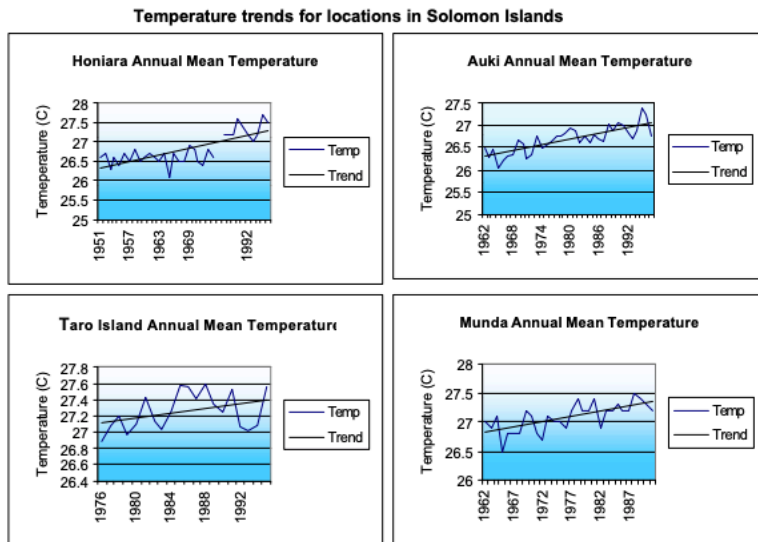 Temperature trends for locations in Solomon Islands
Honiara Annual Mean Temperature
Temeperature (C)
28
27.5
27
26.5
26
25.5
25
1951
1957
1963
1969
1992
Temp
Trend
Auki Annual Mean Temperature
Temperature (C)
27.5
27
26.5
26
25.5
25
1962
1968
1974
1980
1986
1992
Temp
Trend
Taro Island Annual Mean Temperature
Temperature (C)
27.8
27.6
27.4
27.2
27
26.8
26.6
26.4
1976
1980
1984
1988
1992
Temp
Trend
Munda Annual Mean Temperature
Temperature (C)
28
27.5
27
26.5
26
1962
1967
1972
1977
1982
1987
Temp
Trend